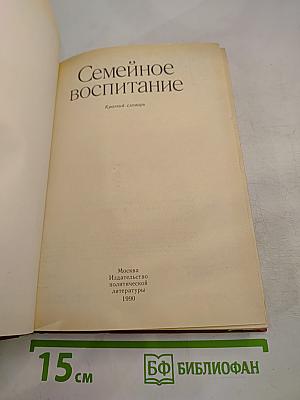 Семейное
воспитание
Краткий словарь
Москва
Издательство
политической
литературы
1990
15 см
БФ БИБЛИОФАН